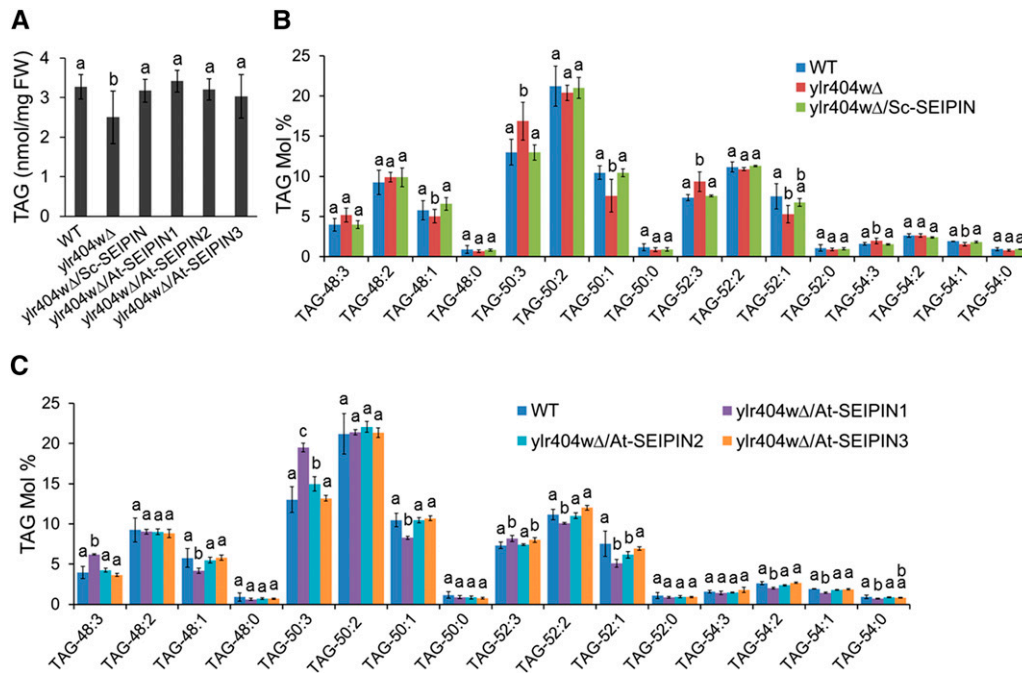 A
TAG (nmol/mg FW)
4
3
2
1
0
a
b
a
a
a
a
WT
ylr404wΔ
ylr404wΔ/Sc-SEIPIN
ylr404wΔ/At-SEIPIN1
ylr404wΔ/At-SEIPIN2
ylr404wΔ/At-SEIPIN3
B
TAG Mol %
25
20
15
10
5
0
WT
ylr404wΔ
ylr404wΔ/Sc-SEIPIN
a a a
a a a
a b a
a a a
a b a
a a a
a b a
a a a
a b a
a a a
a b b
a
a a a
a b a
a a a
a b a
a a a
TAG-48:3
TAG-48:2
TAG-48:1
TAG-48:0
TAG-50:3
TAG-50:2
TAG-50:1
TAG-50:0
TAG-52:3
TAG-52:2
TAG-52:1
TAG-52:0
TAG-54:3
TAG-54:2
TAG-54:1
TAG-54:0
C
TAG Mol %
25
20
15
10
5
0
WT
ylr404wΔ/At-SEIPIN1
ylr404wΔ/At-SEIPIN2
ylr404wΔ/At-SEIPIN3
a b a a
a a a a
a b a a
a a a a
a c b a
a a a a
a b a a
a a a a
a b a b
a b a a
a b b a
a a a a
a a a a
a b a a
a b a a
a b a b
a
TAG-48:3
TAG-48:2
TAG-48:1
TAG-48:0
TAG-50:3
TAG-50:2
TAG-50:1
TAG-50:0
TAG-52:3
TAG-52:2
TAG-52:1
TAG-52:0
TAG-54:3
TAG-54:2
TAG-54:1
TAG-54:0